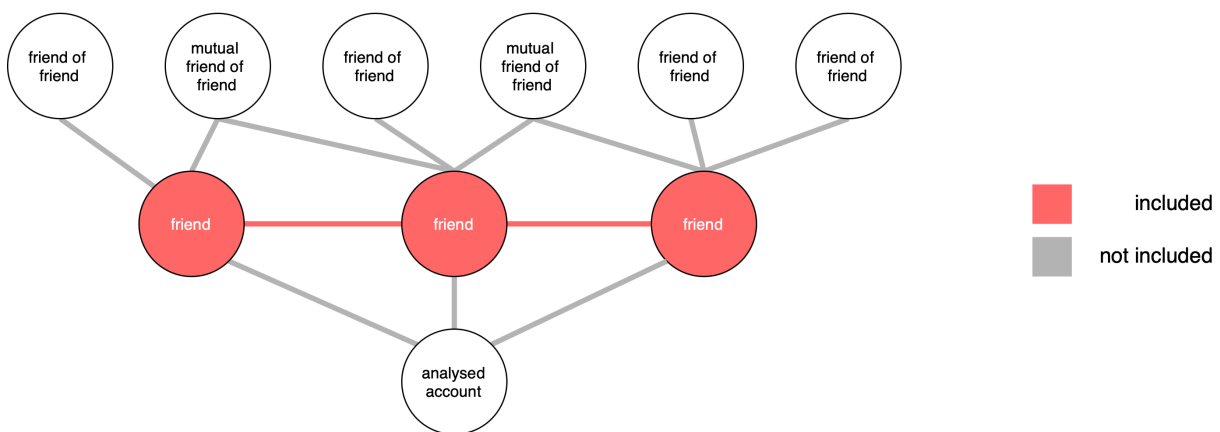 friend of
friend
mutual
friend of
friend
friend of
friend
mutual
friend of
friend
friend of
friend
friend of
friend
friend
friend
friend
included
not included
analysed
account